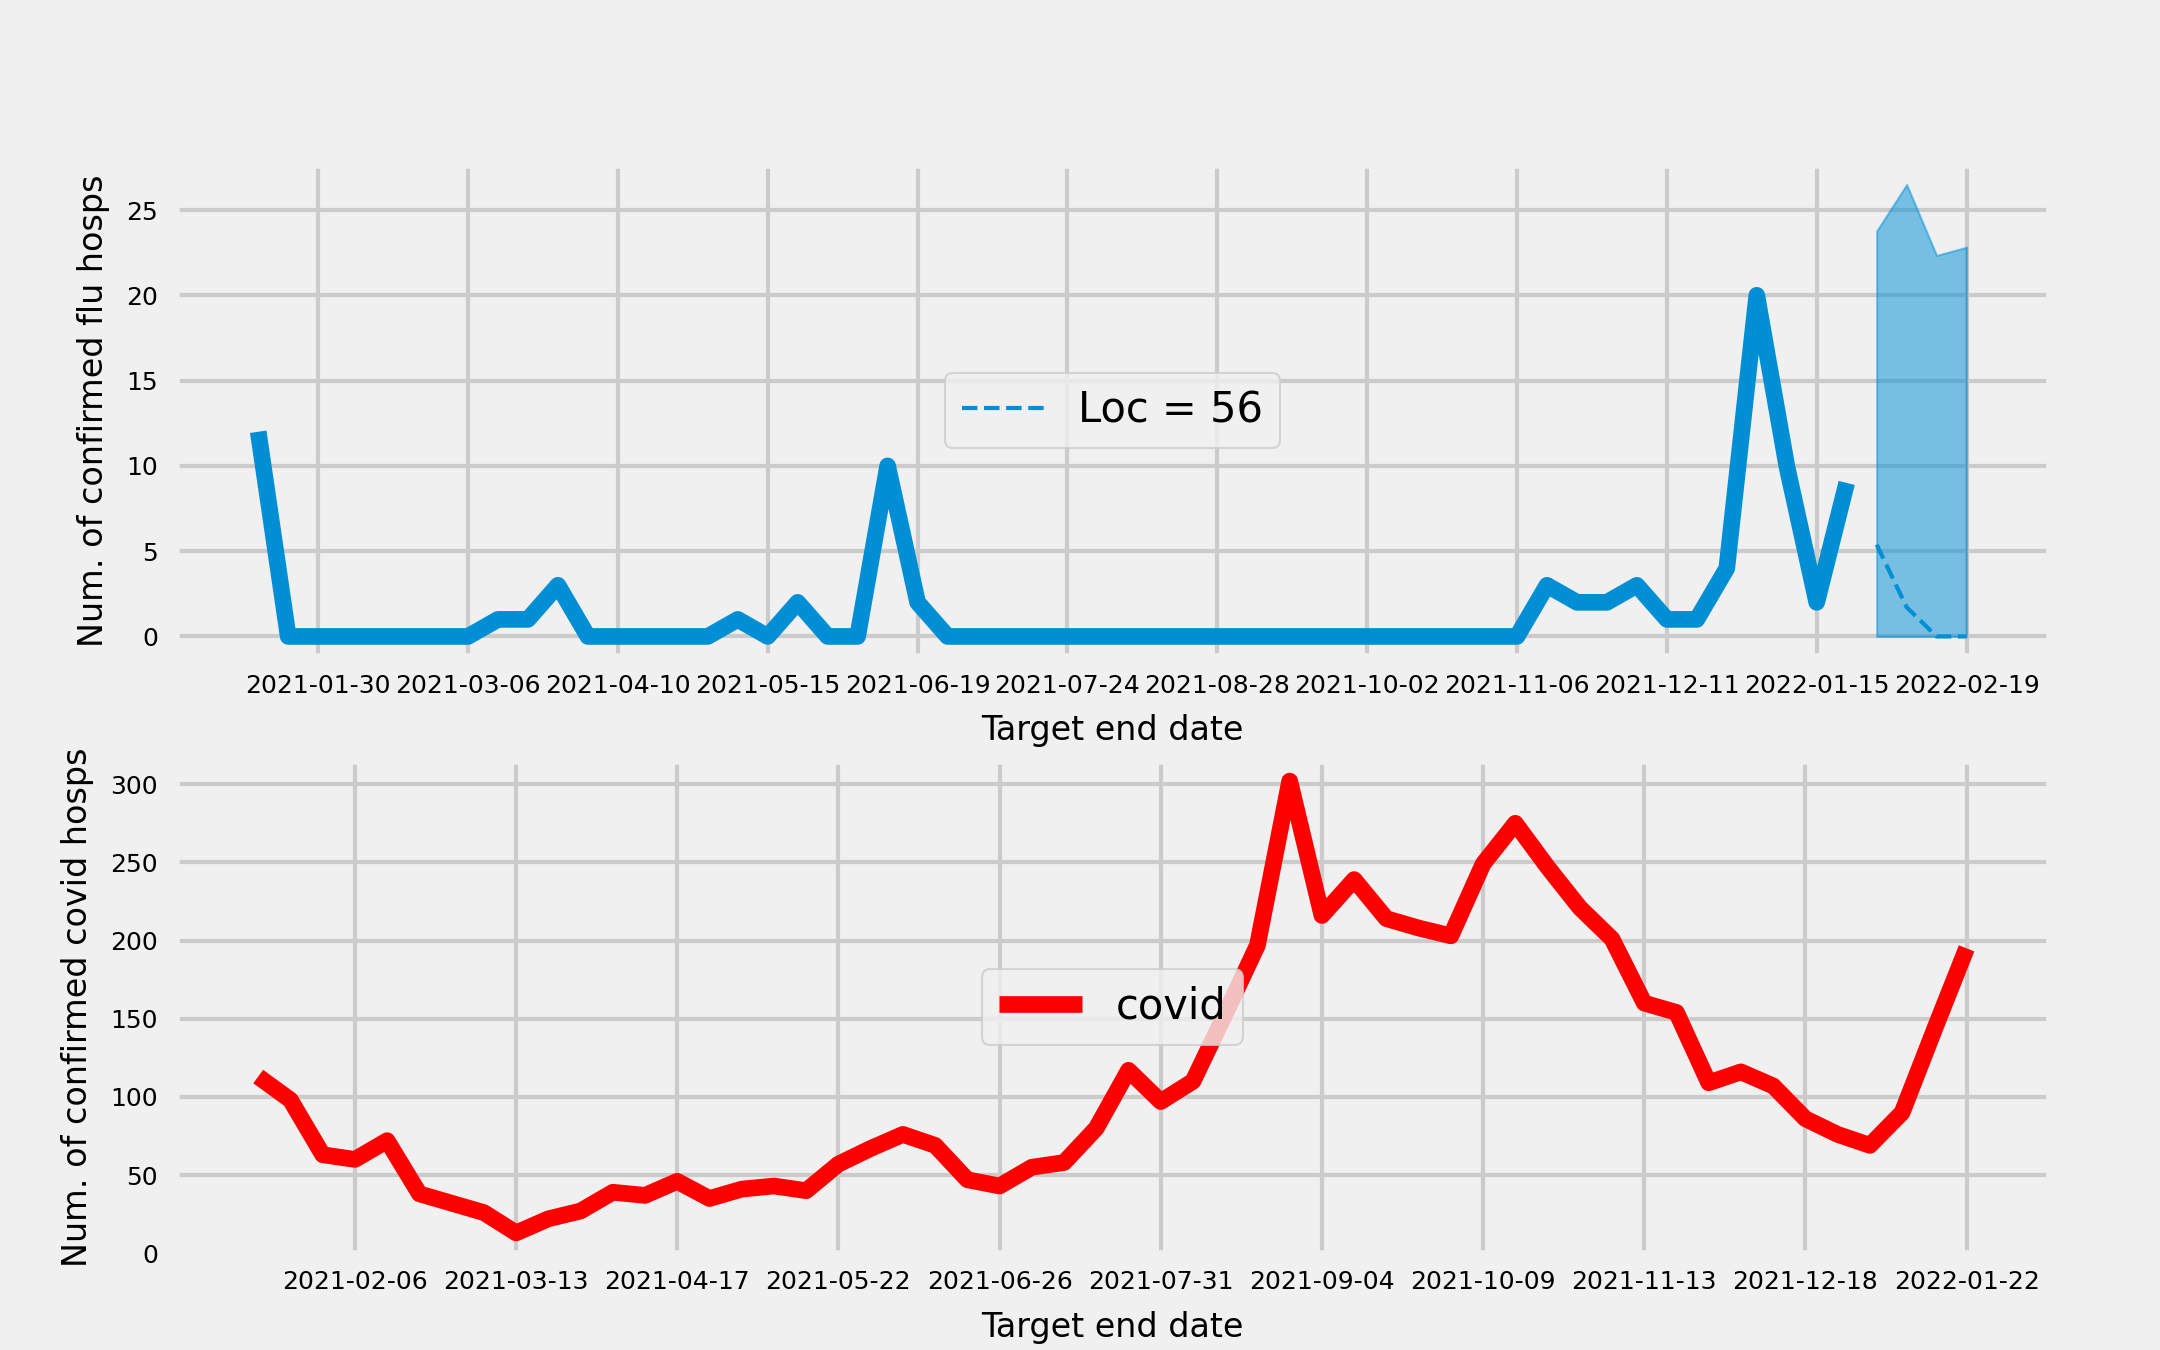 Num. of confirmed flu hosps
25
20
15
10
5
0
Loc = 56
2021-01-30 2021-03-06 2021-04-10 2021-05-15 2021-06-19 2021-07-24 2021-08-28 2021-10-02 2021-11-06 2021-12-11 2022-01-15 2022-02-19
Target end date
Num. of confirmed covid hosps
300
250
200
150
100
50
0
covid
2021-02-06 2021-03-13 2021-04-17 2021-05-22 2021-06-26 2021-07-31 2021-09-04 2021-10-09 2021-11-13 2021-12-18 2022-01-22
Target end date